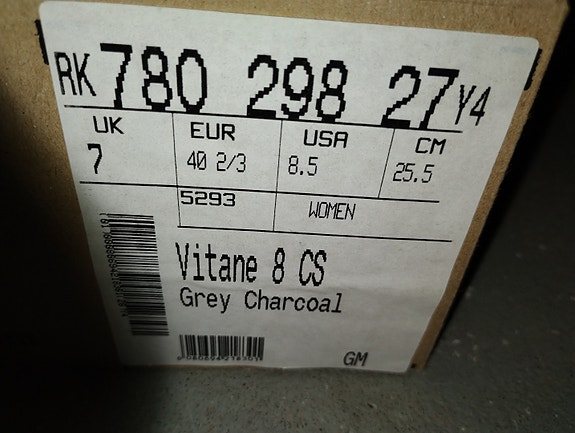 RK 780 298 27 Y4
UK EUR USA CM
7 40 2/3 8.5 25.5
5293 WOMEN
Vitane 8 CS
Grey Charcoal
GM